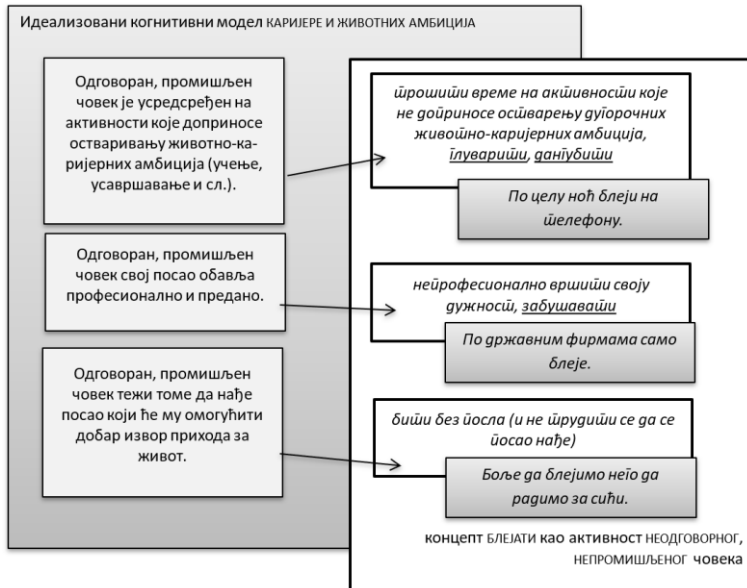 Идеализовани когнитивни модел КАРИЈЕРЕ И ЖИВОТНИХ АМБИЦИЈА
Одговоран, промишљен
човек је усредсређен на
активности које доприносе
остваривању животно-ка-
ријерних амбиција (учење,
усавршавање и сл.).
трошити време на активности које
не доприносе остварењу дугорочних
животно-каријерних амбиција,
глуварити, дангубити
По целу ноћ блеји на
телефону.
Одговоран, промишљен
човек свој посао обавља
професионално и предано.
непрофесионално вршити своју
дужност, забушавати
По државним фирмама само
блеје.
Одговоран, промишљен
човек тежи томе да нађе
посао који ће му омогућити
добар извор прихода за
живот.
бити без посла (и не трудити се да се
посао нађе)
Боље да блејимо него да
радимо за сићи.
концепт БЛЕЈАТИ као активност НЕОДГОВОРНОГ,
НЕПРОМИШЉЕНОГ човека